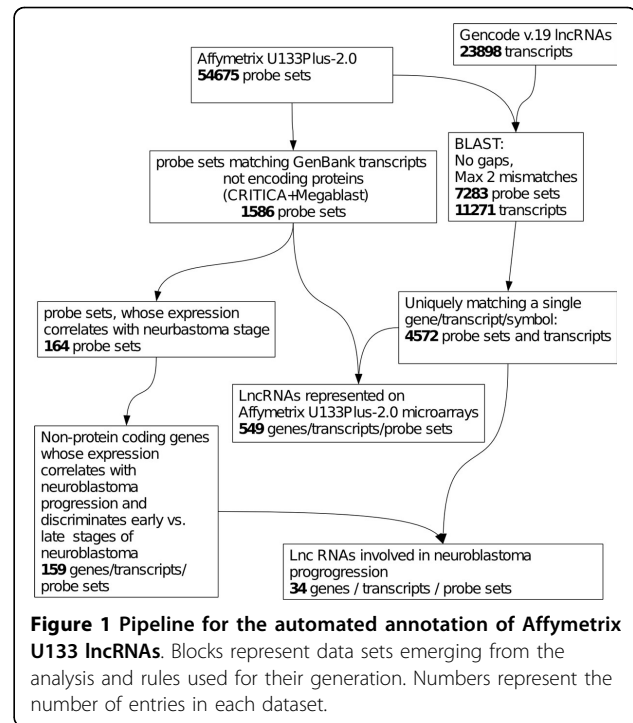 Gencode v.19 lncRNAs
23898 transcripts
Affymetrix U133Plus-2.0
54675 probe sets
BLAST:
No gaps,
Max 2 mismatches
7283 probe sets
11271 transcripts
probe sets matching GenBank transcripts
not encoding proteins
(CRITICA+Megablast)
1586 probe sets
probe sets, whose expression
correlates with neurbastoma stage
164 probe sets
Uniquely matching a single
gene/transcript/symbol:
4572 probe sets and transcripts
LncRNAs represented on
Affymetrix U133Plus-2.0 microarrays
549 genes/transcripts/probe sets
Non-protein coding genes
whose expression
correlates with
neuroblastoma
progression and
discriminates early vs.
late stages of
neuroblastoma
159 genes/transcripts/
probe sets
Lnc RNAs involved in neuroblastoma
progrogression
34 genes / transcripts / probe sets
Figure 1 Pipeline for the automated annotation of Affymetrix
U133 lncRNAs. Blocks represent data sets emerging from the
analysis and rules used for their generation. Numbers represent the
number of entries in each dataset.